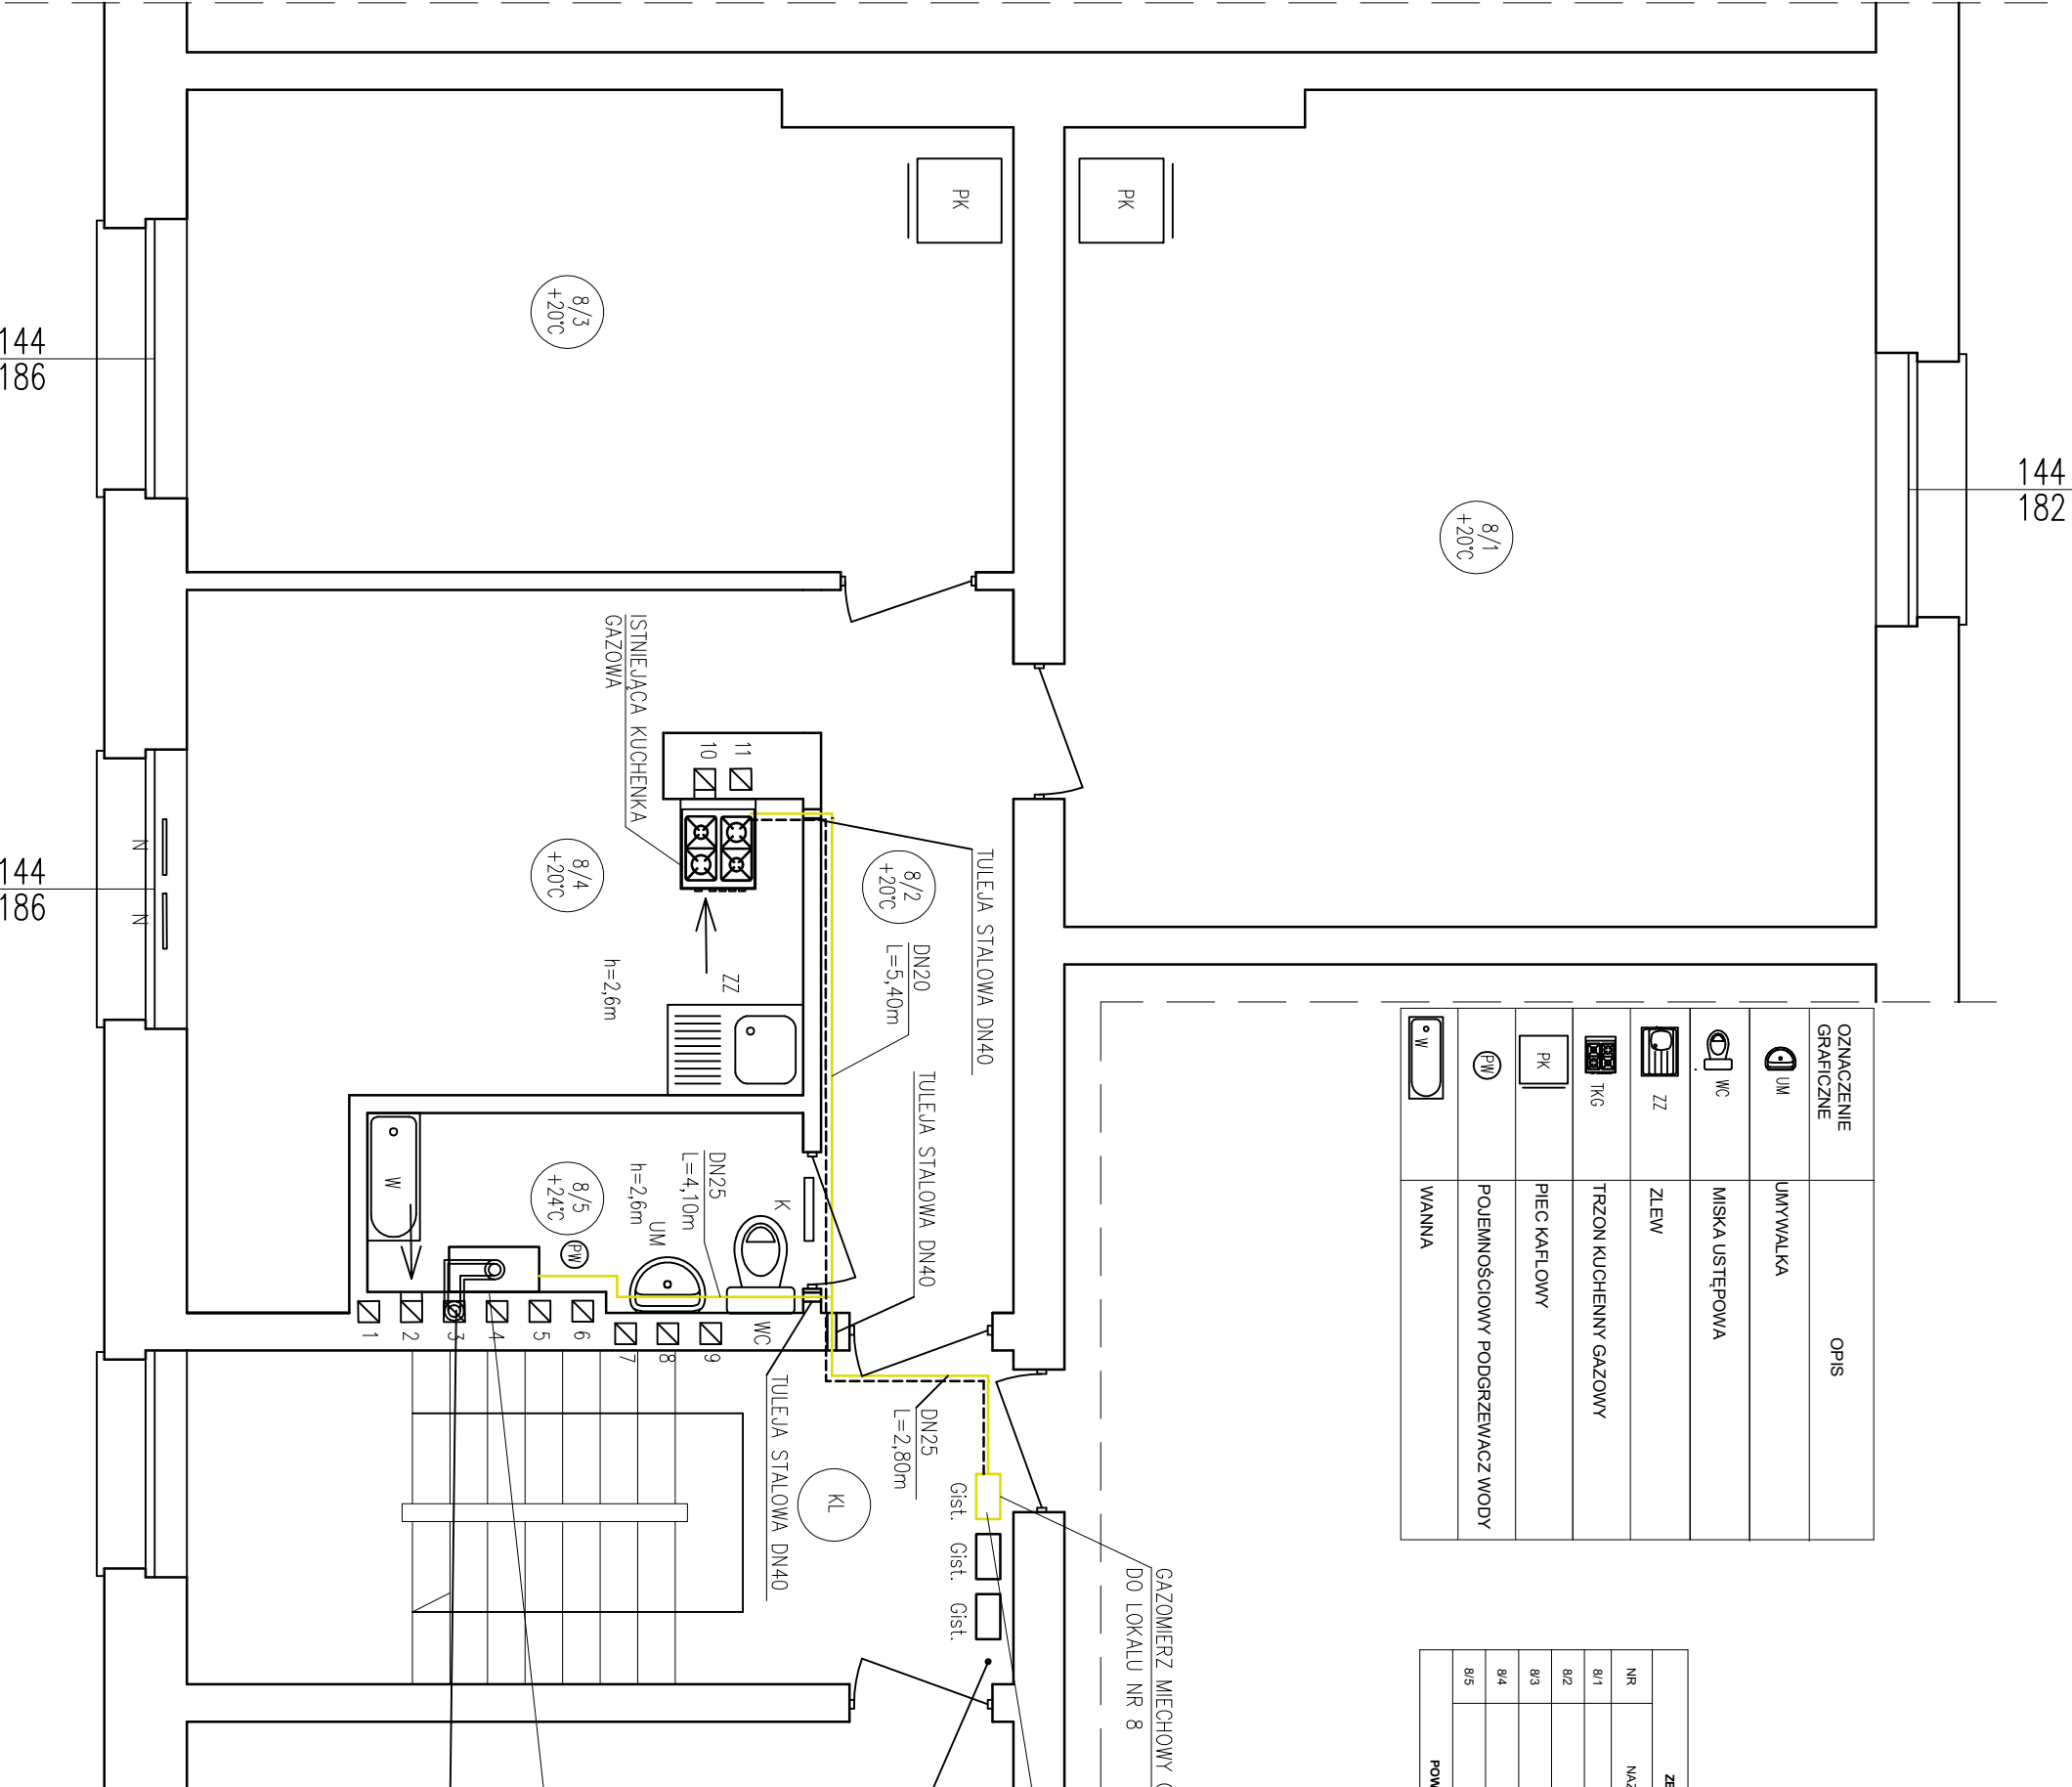 144
186
144
186
144
182
PK
PK
8/3
+20°C
8/1
+20°C
ISTNIEJĄCA KUCHENKA
GAZOWA
10
11
N
N
8/4
+20°C
8/2
+20°C
h=2,6m
ZZ
TULEJA STALOWA DN40
DN20
L=5,40m
TULEJA STALOWA DN40
DN25
L=4,10m
W
8/5
+24°C
h=2,6m
PW
UM
K
WC
1
2
3
4
5
6
7
8
9
TULEJA STALOWA DN40
DN25
L=2,80m
KL
Gist.
Gist.
Gist.
GAZOMIERZ MIECHOWY
DO LOKALU NR 8
OZNACZENIE
GRAFICZNE
OPIS
UM
UMYWALKA
WC
MISKA USTĘPOWA
ZZ
ZLEW
TKG
TRZON KUCHENNY GAZOWY
PK
PIEC KAFLOWY
PW
POJEMNOŚCIOWY PODGRZEWACZ WODY
W
WANNA
NR
8/1
8/2
8/3
8/4
8/5